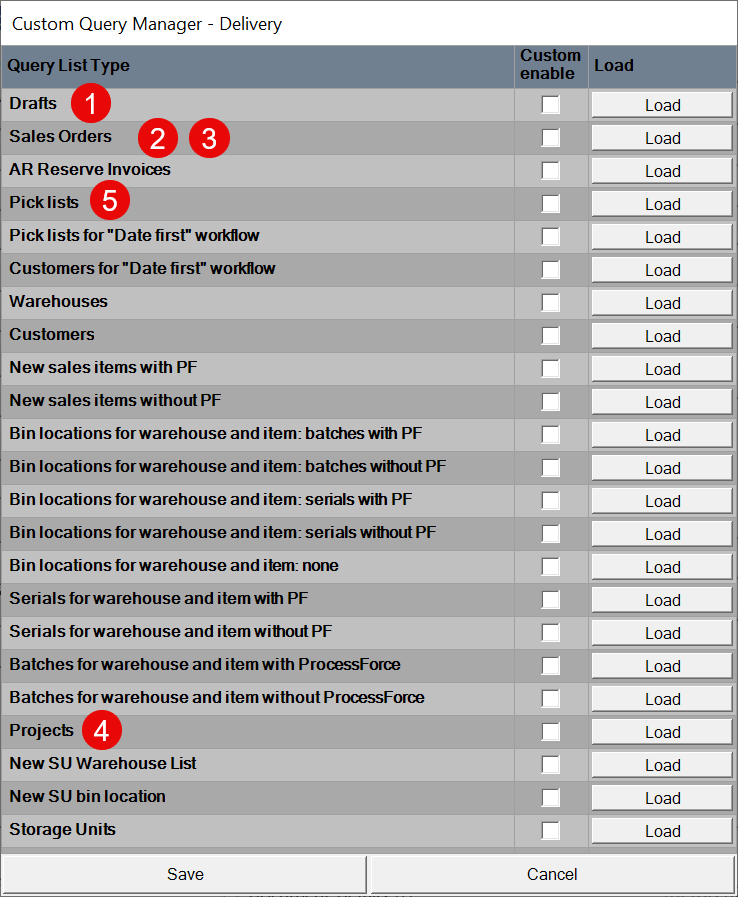 Custom Query Manager - Delivery
Query List Type Custom enable Load
Drafts 1 Load
Sales Orders 2 3 Load
AR Reserve Invoices Load
Pick lists 5 Load
Pick lists for "Date first" workflow Load
Customers for "Date first" workflow Load
Warehouses Load
Customers Load
New sales items with PF Load
New sales items without PF Load
Bin locations for warehouse and item: batches with PF Load
Bin locations for warehouse and item: batches without PF Load
Bin locations for warehouse and item: serials with PF Load
Bin locations for warehouse and item: serials without PF Load
Bin locations for warehouse and item: none Load
Serials for warehouse and item with PF Load
Serials for warehouse and item without PF Load
Batches for warehouse and item with ProcessForce Load
Batches for warehouse and item without ProcessForce Load
Projects 4 Load
New SU Warehouse List Load
New SU bin location Load
Storage Units Load
Save Cancel